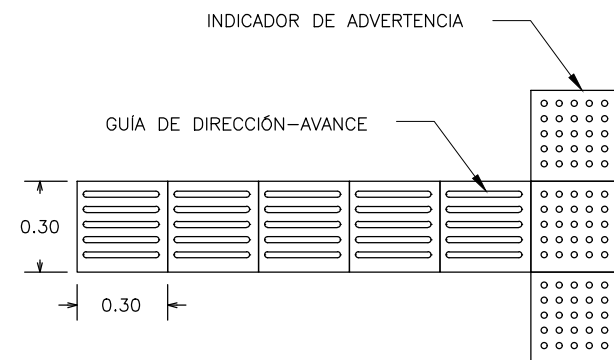 INDICADOR DE ADVERTENCIA
GUÍA DE DIRECCIÓN-AVANCE
0.30
0.30